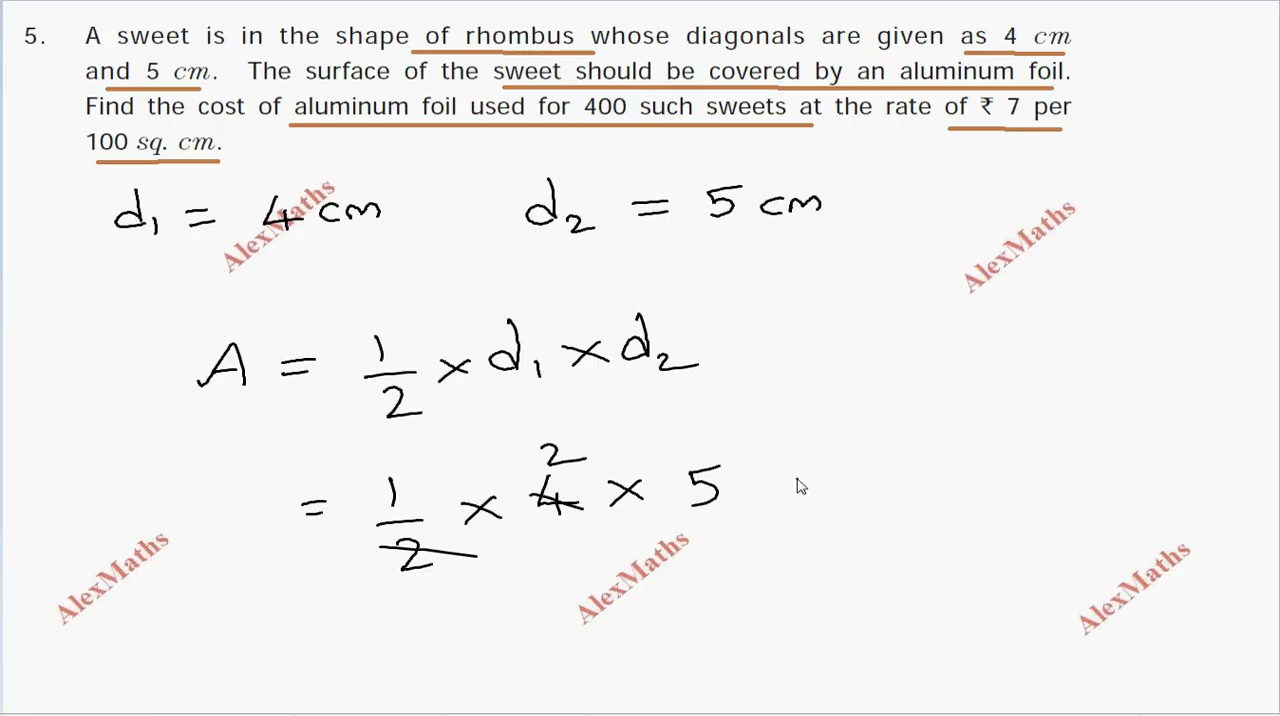 5. A sweet is in the shape of rhombus whose diagonals are given as 4 cm
and 5 cm. The surface of the sweet should be covered by an aluminum foil.
Find the cost of aluminum foil used for 400 such sweets at the rate of ₹ 7 per
100 sq. cm.
d₁ = 4 cm d₂ = 5 cm
AlexMaths
AlexMaths
A = 1/2 × d₁ × d₂
2
= 1/2 × 4 × 5
AlexMaths
AlexMaths
AlexMaths